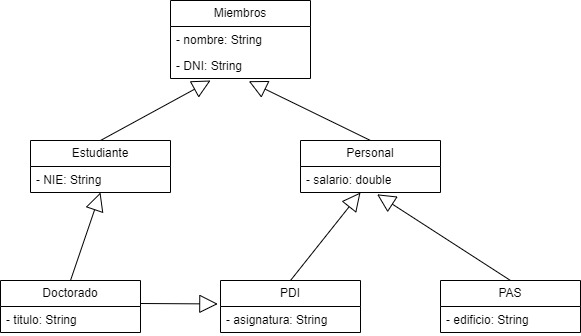 Miembros
- nombre: String
- DNI: String
Estudiante
- NIE: String
Personal
- salario: double
Doctorado
- titulo: String
PDI
- asignatura: String
PAS
- edificio: String